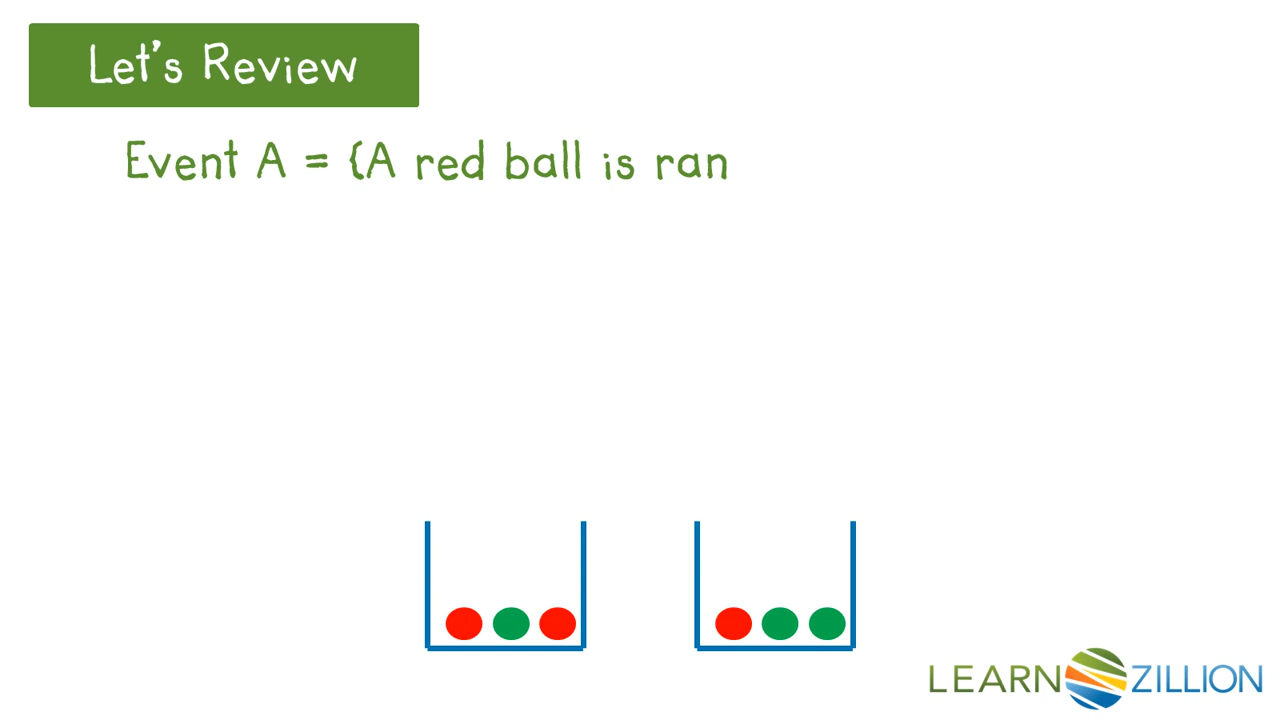 Let's Review
Event A = {A red ball is ran
LEARN ZILLION